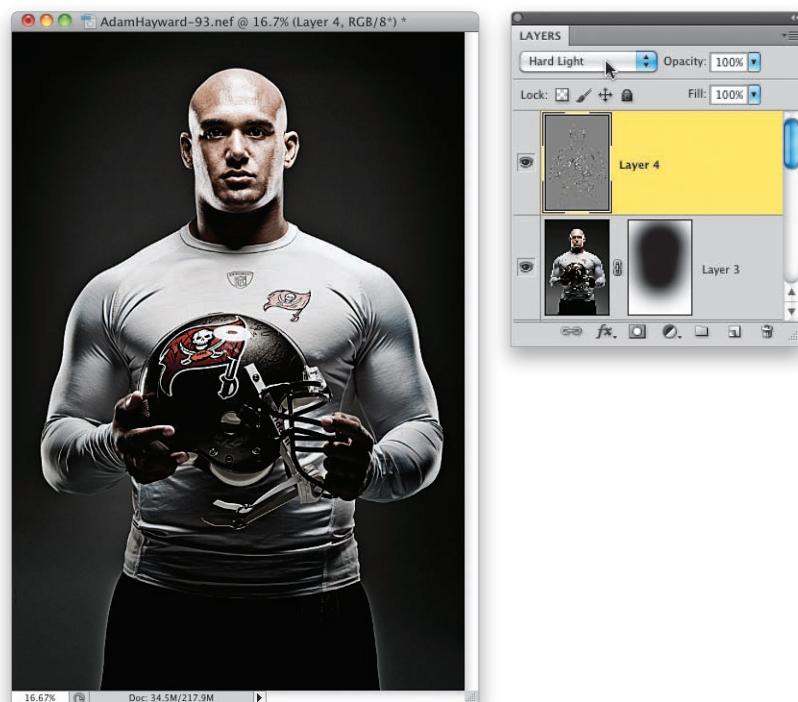 AdamHayward-93.nef @ 16.7% (Layer 4, RGB/8*) *
16.67%
Doc: 34.5M/217.9M
LAYERS
Hard Light
Opacity: 100%
Lock:
Fill: 100%
Layer 4
Layer 3
fx.